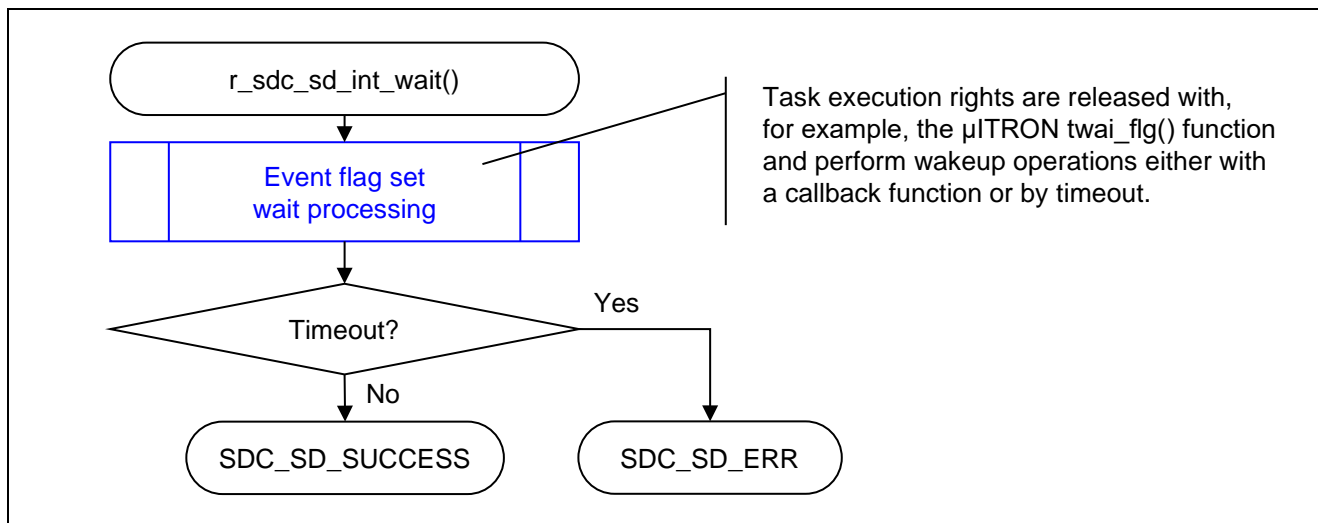 r_sdc_sd_int_wait()
Task execution rights are released with,
for example, the µITRON twai_flg() function
and perform wakeup operations either with
a callback function or by timeout.
Event flag set
wait processing
Timeout?
Yes
No
SDC_SD_SUCCESS
SDC_SD_ERR